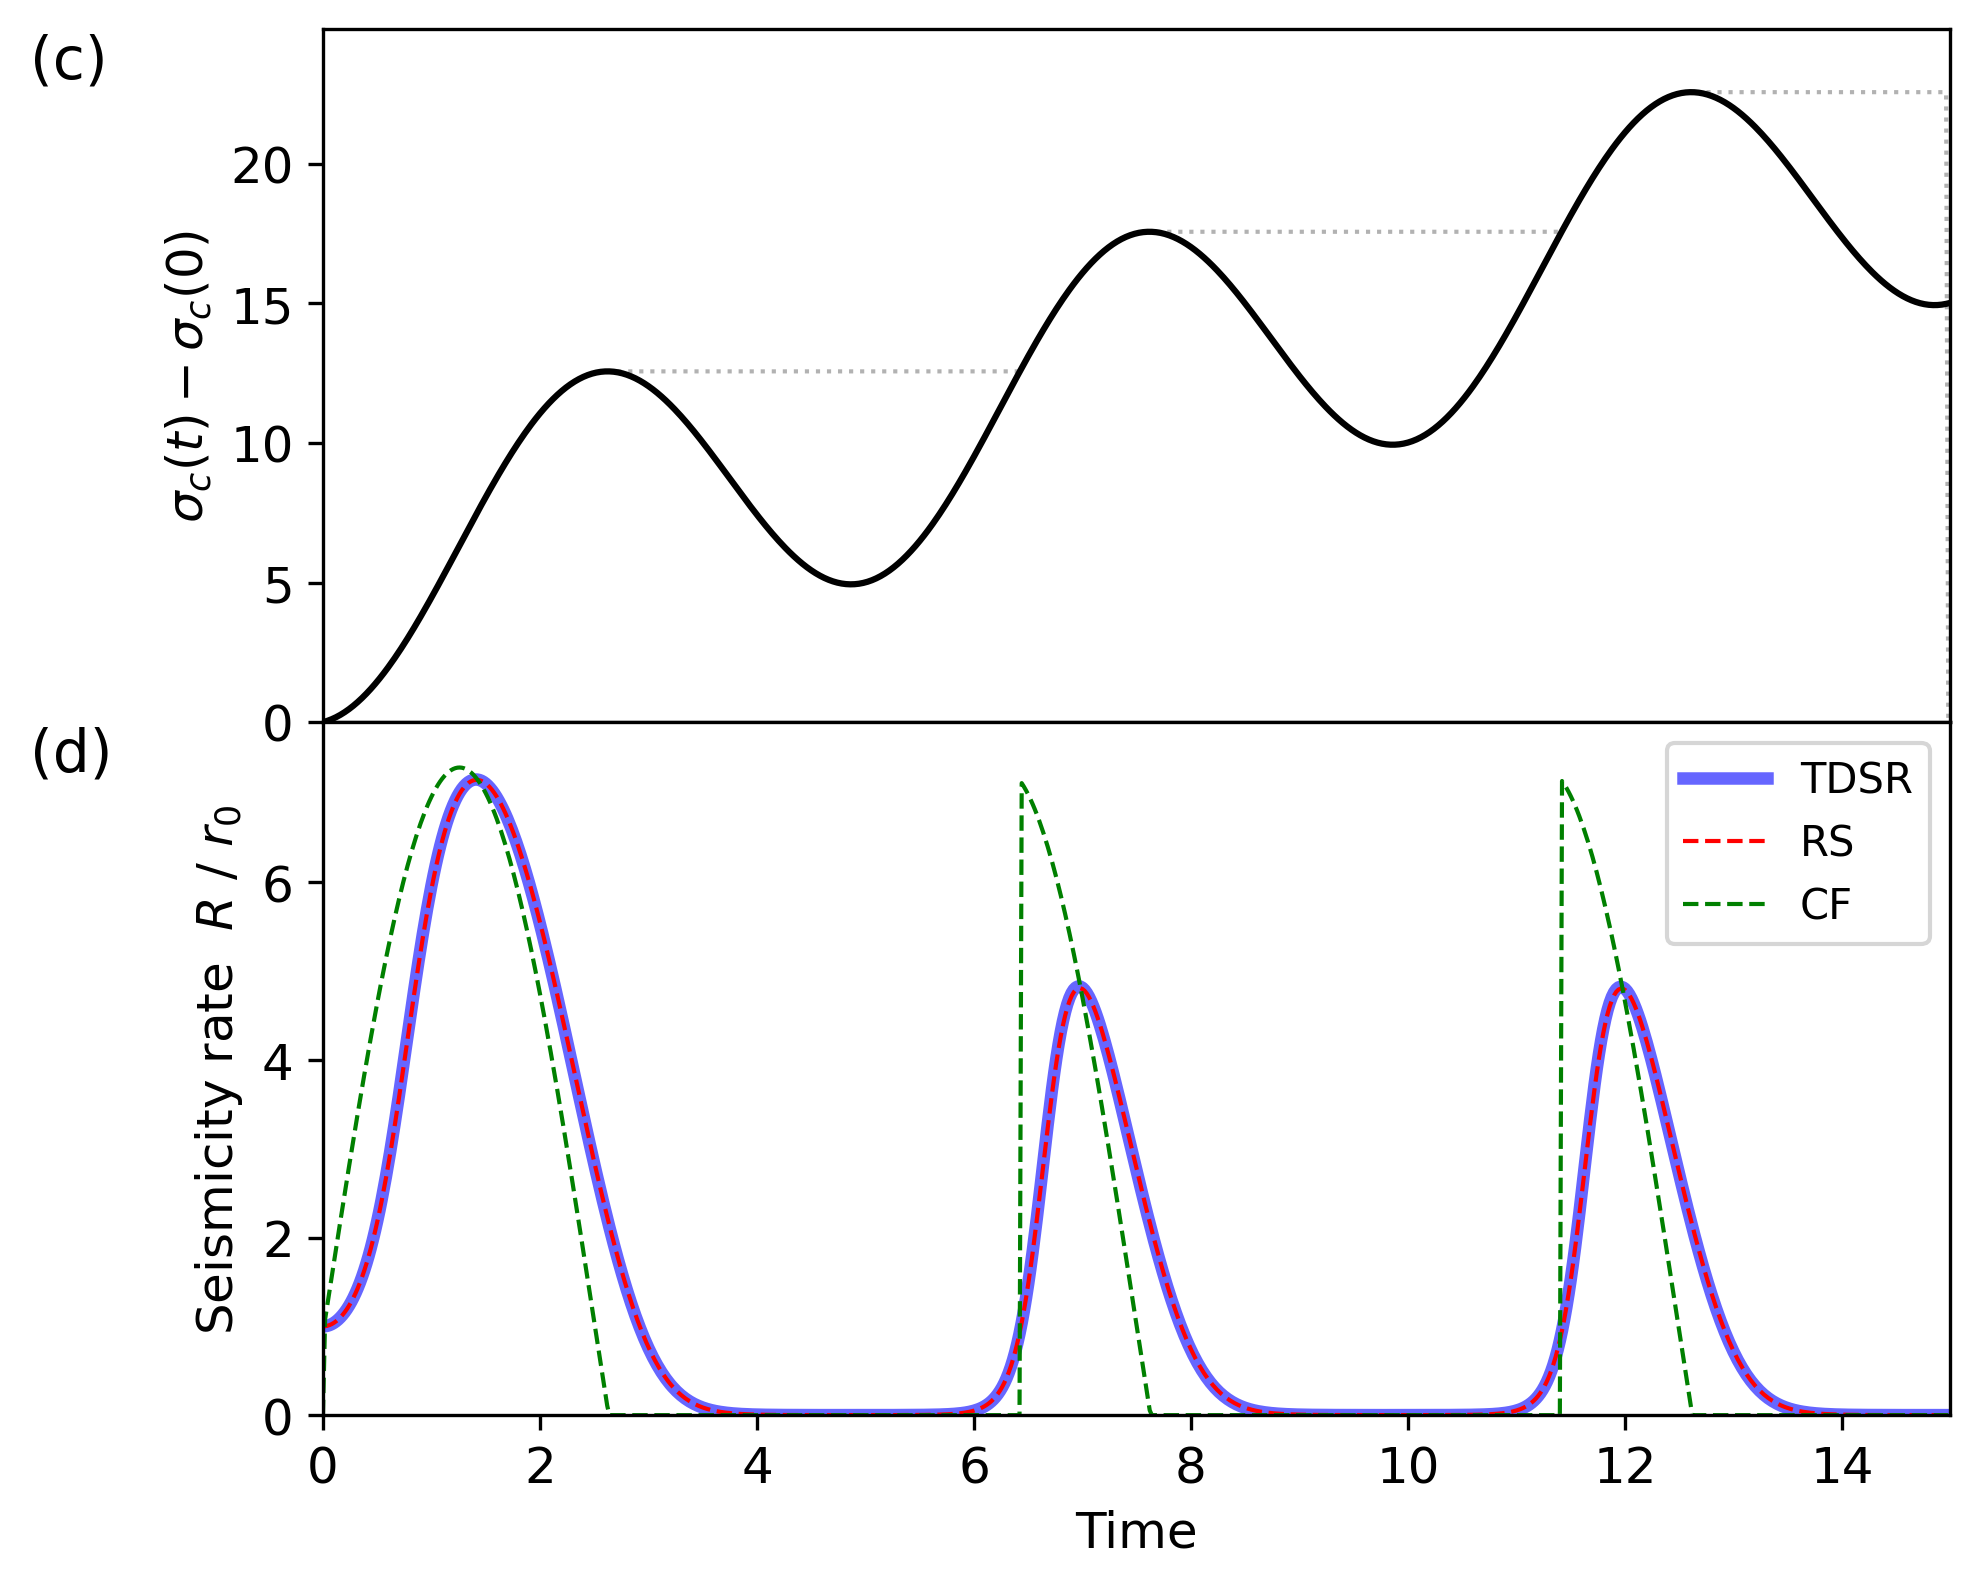 (c)
20
15
10
5
0
σc(t) − σc(0)
(d)
6
4
2
0
Seismicity rate R / r0
TDSR
RS
CF
0 2 4 6 8 10 12 14
Time